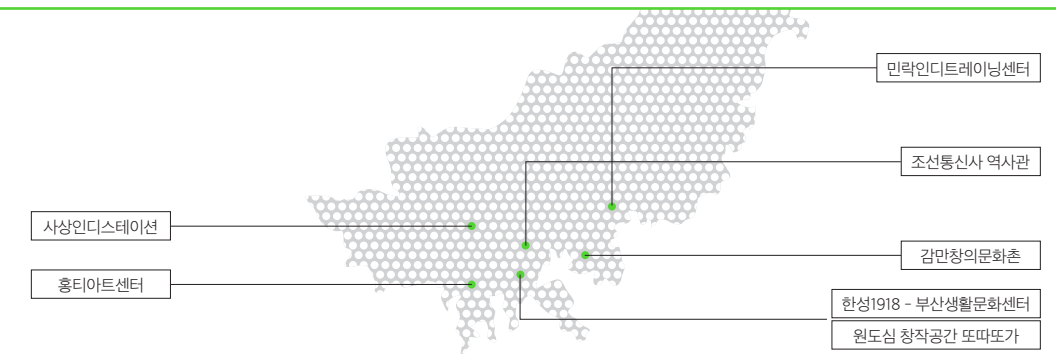 민락인디트레이닝센터
조선통신사 역사관
사상인디스테이션
감만창의문화촌
홍티아트센터
한성1918 - 부산생활문화센터
원도심 창작공간 또따또가